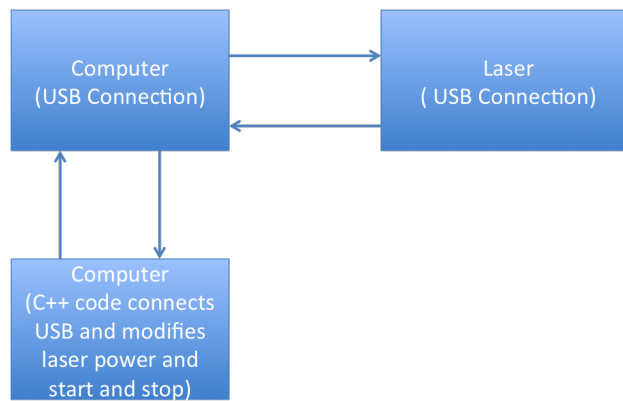 Computer
(USB Connection)
Laser
( USB Connection)
Computer
(C++ code connects
USB and modifies
laser power and
start and stop)